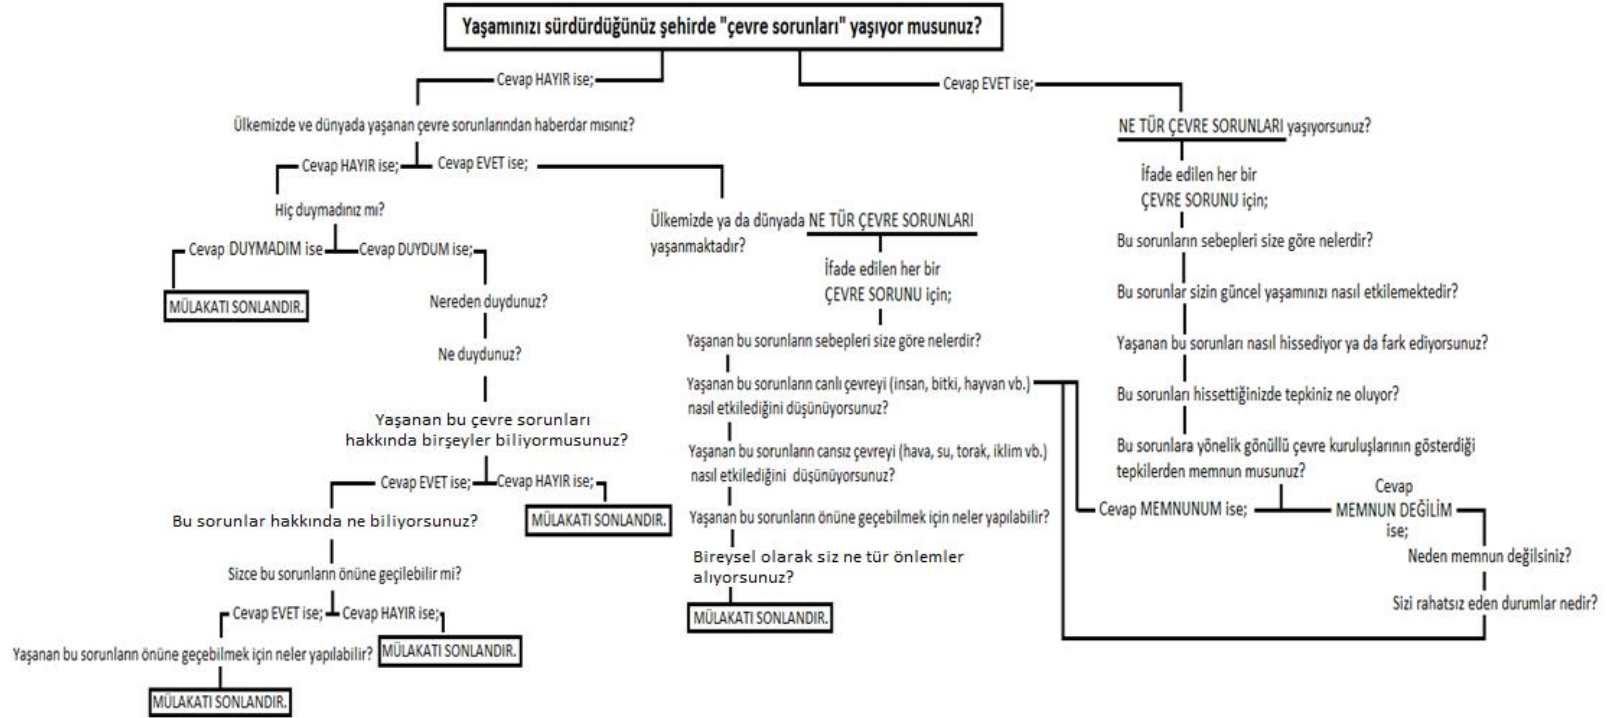 Yaşamınızı sürdürdüğünüz şehirde "çevre sorunları" yaşıyor musunuz?
Cevap HAYIR ise;
Cevap EVET ise;
Ülkemizde ve dünyada yaşanan çevre sorunlarından haberdar mısınız?
Cevap HAYIR ise;
Cevap EVET ise;
Hiç duymadınız mı?
Cevap DUYMADIM ise
Cevap DUYDUM ise;
MÜLAKATI SONLANDIR.
Nereden duydunuz?
Ne duydunuz?
Yaşanan bu çevre sorunları
hakkında birşeyler biliyormusunuz?
Cevap EVET ise;
Cevap HAYIR ise;
MÜLAKATI SONLANDIR.
Bu sorunlar hakkında ne biliyorsunuz?
Sizce bu sorunların önüne geçilebilir mi?
Cevap EVET ise;
Cevap HAYIR ise;
MÜLAKATI SONLANDIR.
Yaşanan bu sorunların önüne geçebilmek için neler yapılabilir?
MÜLAKATI SONLANDIR.
Ülkemizde ya da dünyada NE TÜR ÇEVRE SORUNLARI
yaşanmaktadır?
İfade edilen her bir
ÇEVRE SORUNU için;
Yaşanan bu sorunların sebepleri size göre nelerdir?
Yaşanan bu sorunların canlı çevreyi (insan, bitki, hayvan vb.)
nasıl etkilediğini düşünüyorsunuz?
Yaşanan bu sorunların cansız çevreyi (hava, su, torak, iklim vb.)
nasıl etkilediğini düşünüyorsunuz?
Yaşanan bu sorunların önüne geçebilmek için neler yapılabilir?
Bireysel olarak siz ne tür önlemler
alıyorsunuz?
MÜLAKATI SONLANDIR.
NE TÜR ÇEVRE SORUNLARI yaşıyorsunuz?
İfade edilen her bir
ÇEVRE SORUNU için;
Bu sorunların sebepleri size göre nelerdir?
Bu sorunlar sizin güncel yaşamınızı nasıl etkilemektedir?
Yaşanan bu sorunları nasıl hissediyor ya da fark ediyorsunuz?
Bu sorunları hissettiğinizde tepkiniz ne oluyor?
Bu sorunlara yönelik gönüllü çevre kuruluşlarının gösterdiği
tepkilerden memnun musunuz?
Cevap MEMNUNUM ise;
Cevap
MEMNUN DEĞİLİM
ise;
Neden memnun değilsiniz?
Sizi rahatsız eden durumlar nedir?